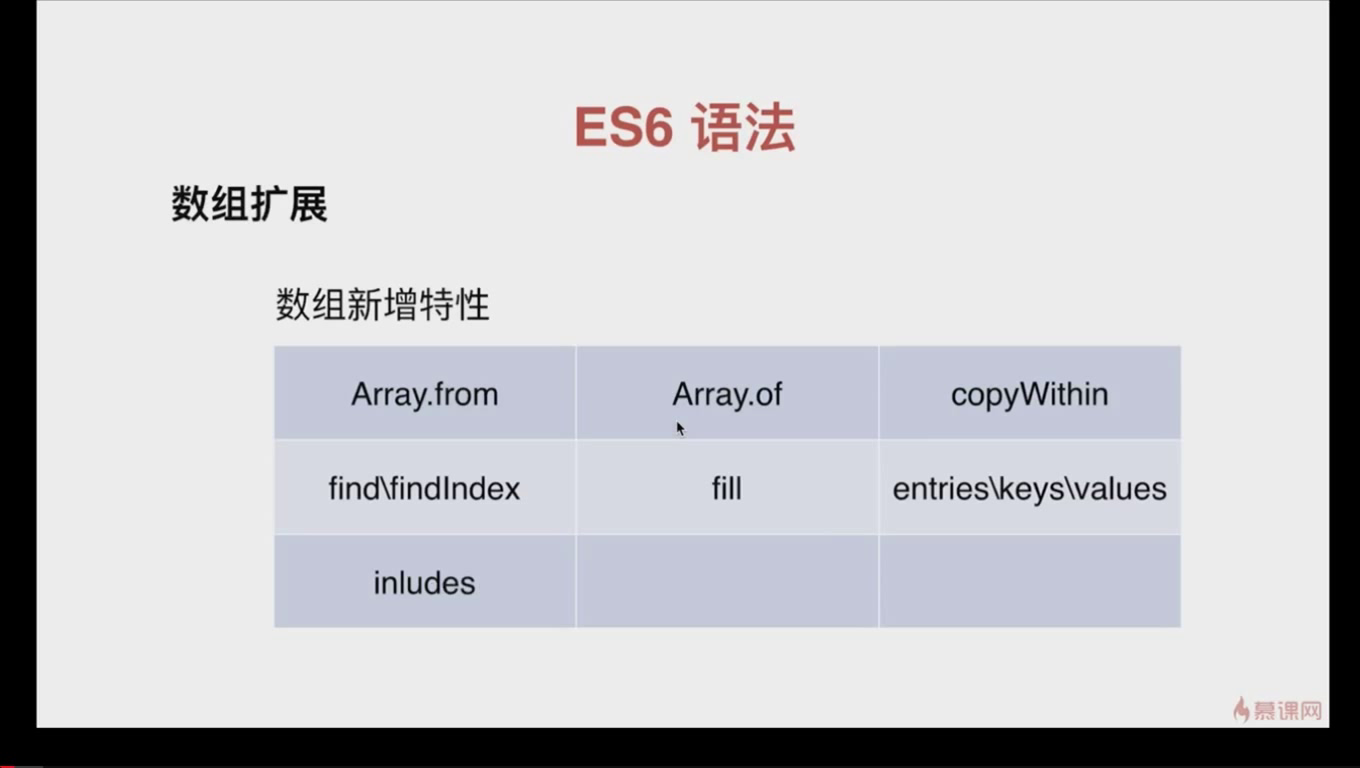 ES6 语法
数组扩展
数组新增特性
Array.from
Array.of
copyWithin
find\findIndex
fill
entries\keys\values
inludes
慕课网